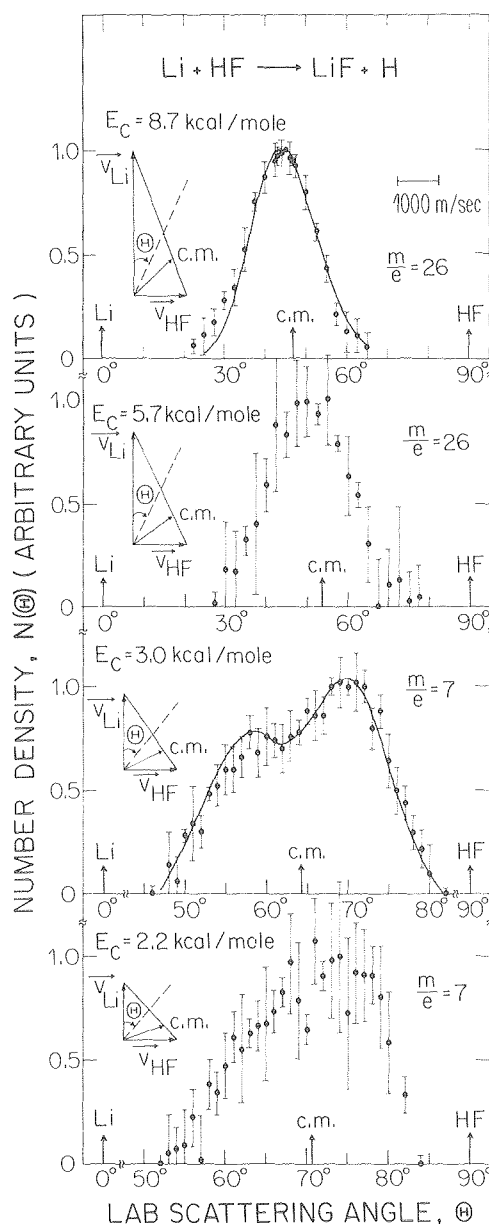 Li + HF ⟶ LiF + H
E_C = 8.7 kcal/mole
v_Li
Θ
c.m.
v_HF
1000 m/sec
m/e = 26
Li
c.m.
HF
1.0
0.5
0
0°
30°
60°
90°
E_C = 5.7 kcal/mole
v_Li
Θ
c.m.
v_HF
m/e = 26
Li
c.m.
HF
1.0
0.5
0
0°
30°
60°
90°
E_C = 3.0 kcal/mole
v_Li
Θ
c.m.
v_HF
m/e = 7
Li
c.m.
HF
1.0
0.5
0
0°
50°
60°
70°
80°
90°
E_C = 2.2 kcal/mole
v_Li
Θ
c.m.
v_HF
m/e = 7
Li
c.m.
HF
1.0
0.5
0
0°
50°
60°
70°
80°
90°
NUMBER DENSITY, N(Θ) (ARBITRARY UNITS)
LAB SCATTERING ANGLE, Θ